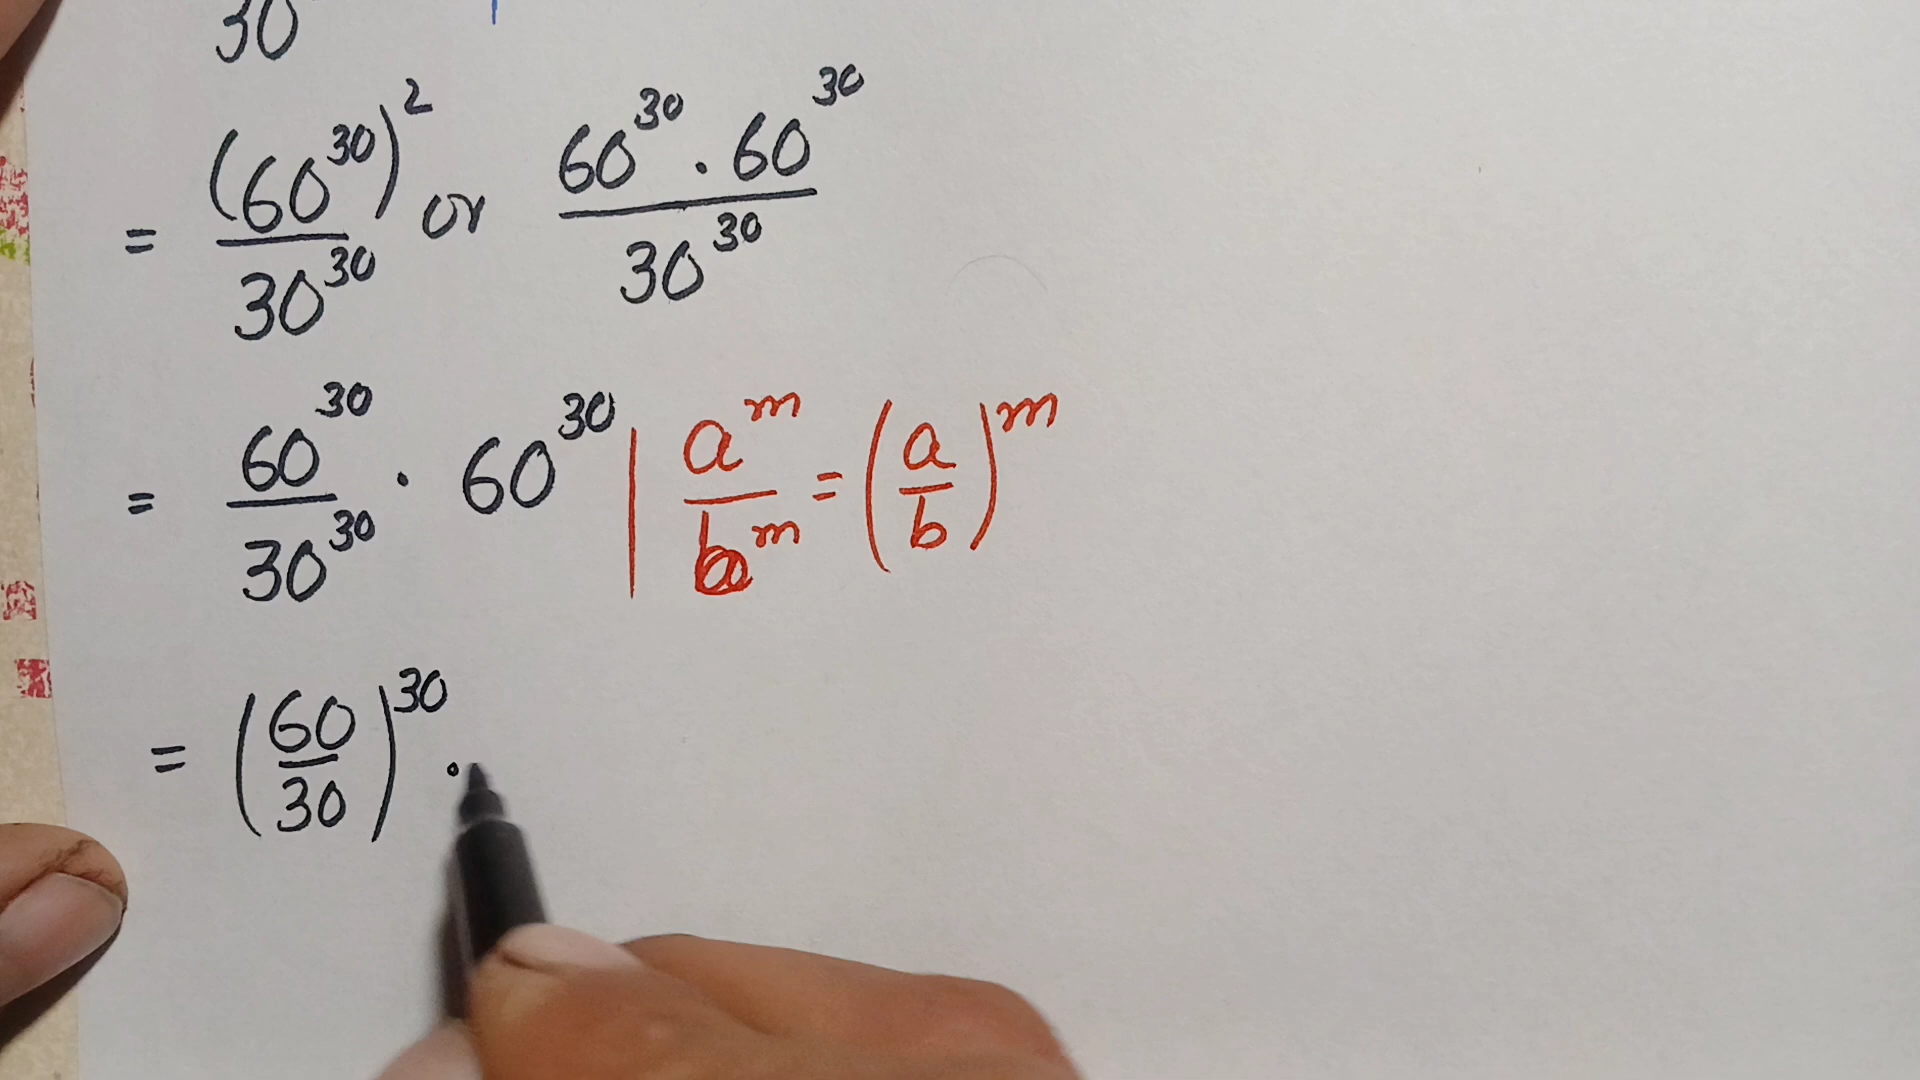 30
= (60^30)^2 / 30^30 or 60^30 . 60^30 / 30^30
= 60^30 / 30^30 . 60^30 | a^m / b^m = (a/b)^m
= (60/30)^30 .